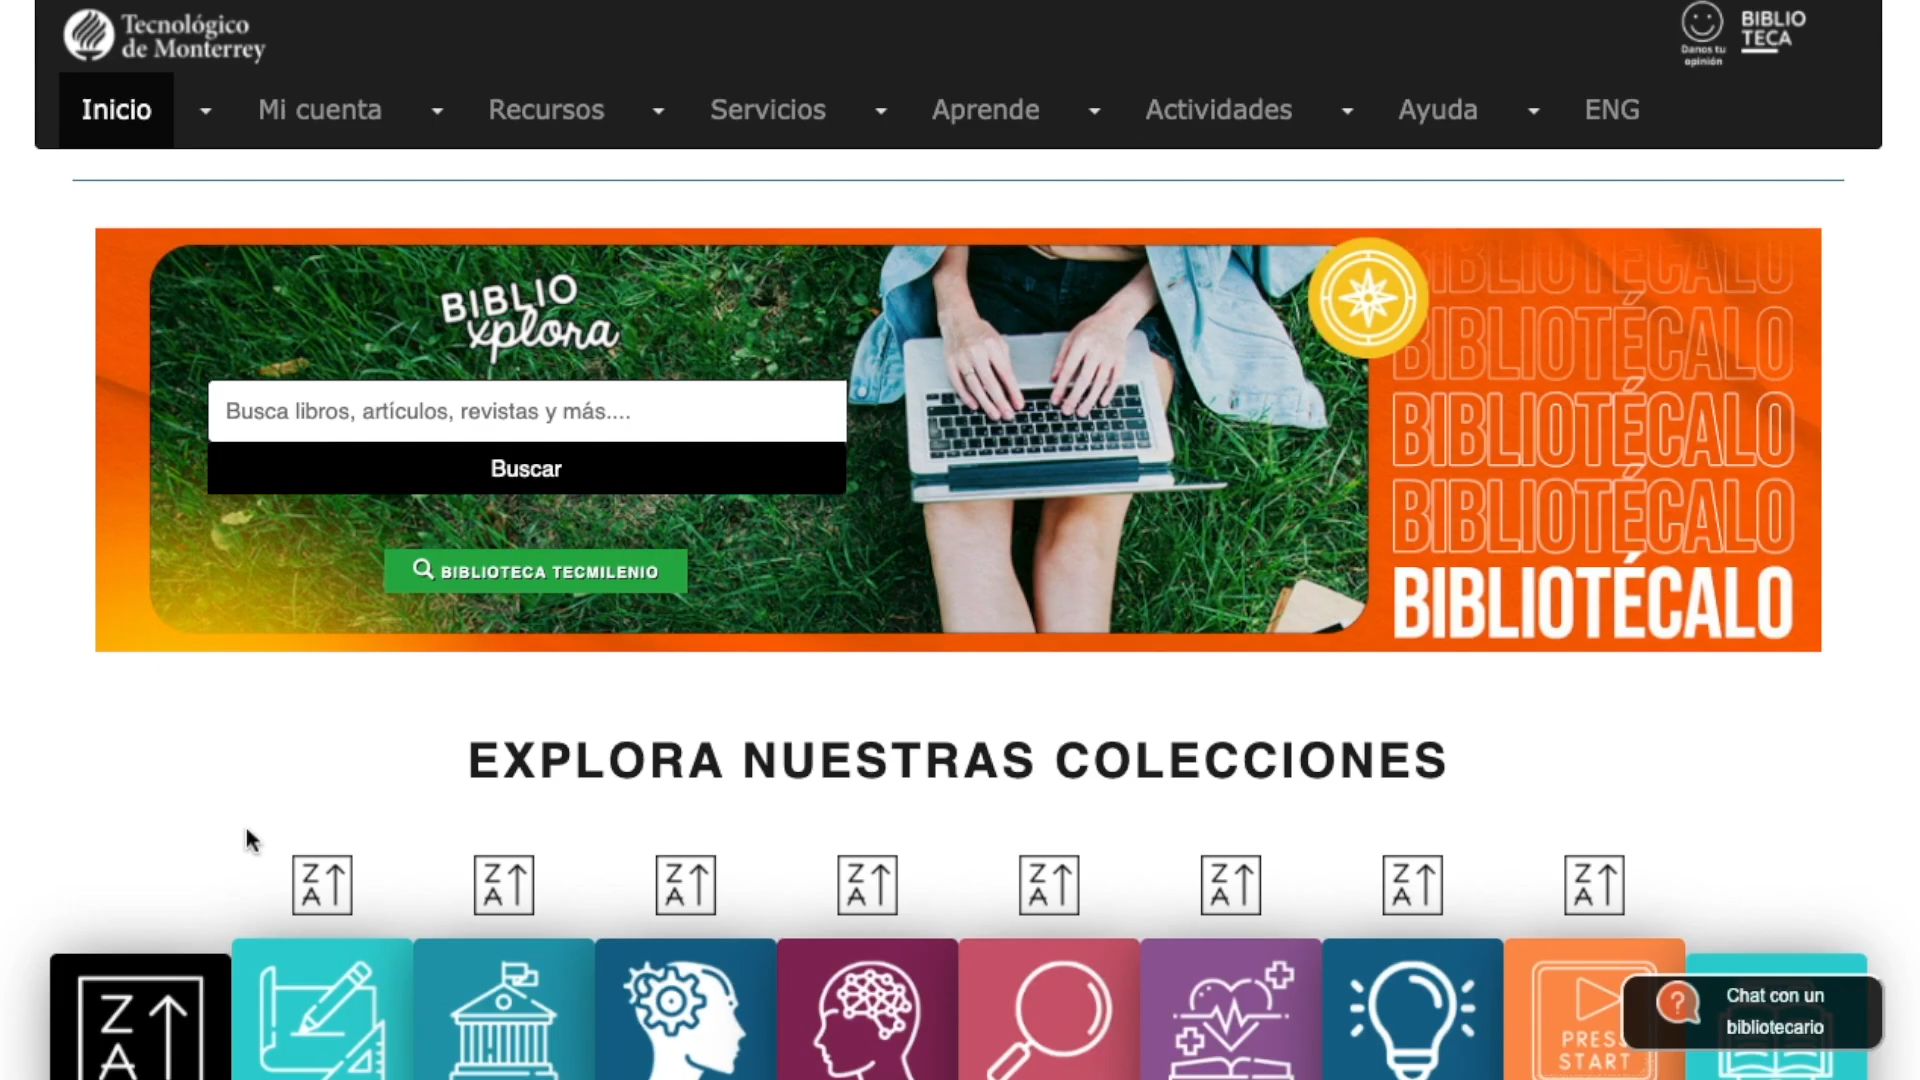 Tecnológico
de Monterrey
Danos tu
opinión
BIBLIO
TECA
Inicio
Mi cuenta
Recursos
Servicios
Aprende
Actividades
Ayuda
ENG
BIBLIO
xplora
Busca libros, artículos, revistas y más....
Buscar
BIBLIOTECA TECMILENIO
BIBLIOTÉCALO
BIBLIOTÉCALO
BIBLIOTÉCALO
BIBLIOTÉCALO
BIBLIOTÉCALO
EXPLORA NUESTRAS COLECCIONES
Z
A
Z
A
Z
A
Z
A
Z
A
Z
A
Z
A
Z
A
Z
A
PRESS
START
Chat con un
bibliotecario